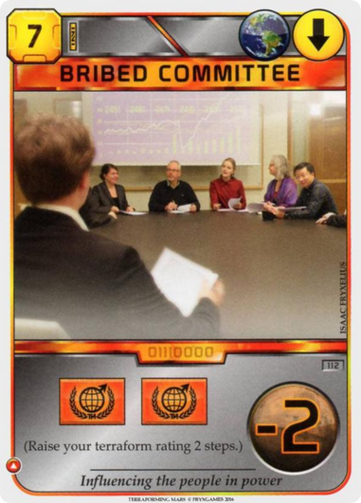 7
BRIBED COMMITTEE
ISAAC FRYXELIUS
01110000
112
-2
(Raise your terraform rating 2 steps.)
Influencing the people in power
TERRAFORMING MARS © FRYXGAMES 2016